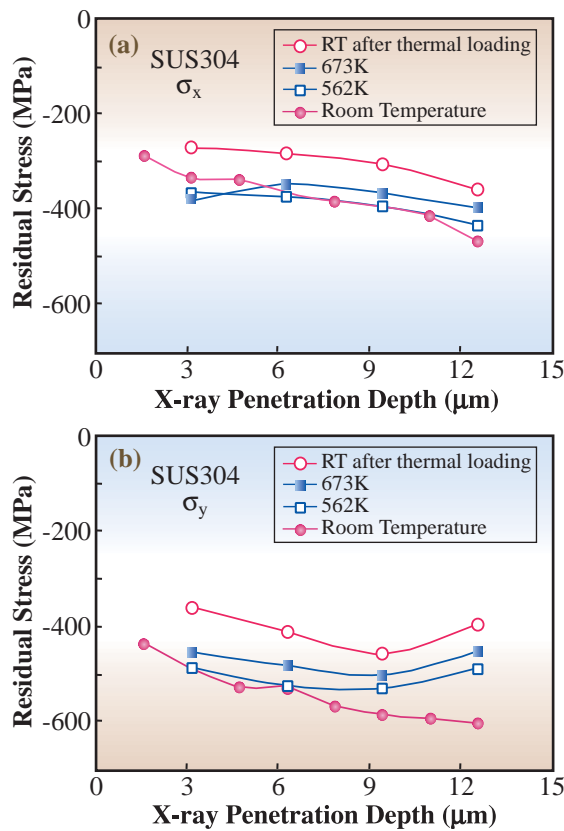 (a)
SUS304
σx
RT after thermal loading
673K
562K
Room Temperature
0
-200
-400
-600
Residual Stress (MPa)
0 3 6 9 12 15
X-ray Penetration Depth (μm)
(b)
SUS304
σy
RT after thermal loading
673K
562K
Room Temperature
0
-200
-400
-600
Residual Stress (MPa)
0 3 6 9 12 15
X-ray Penetration Depth (μm)